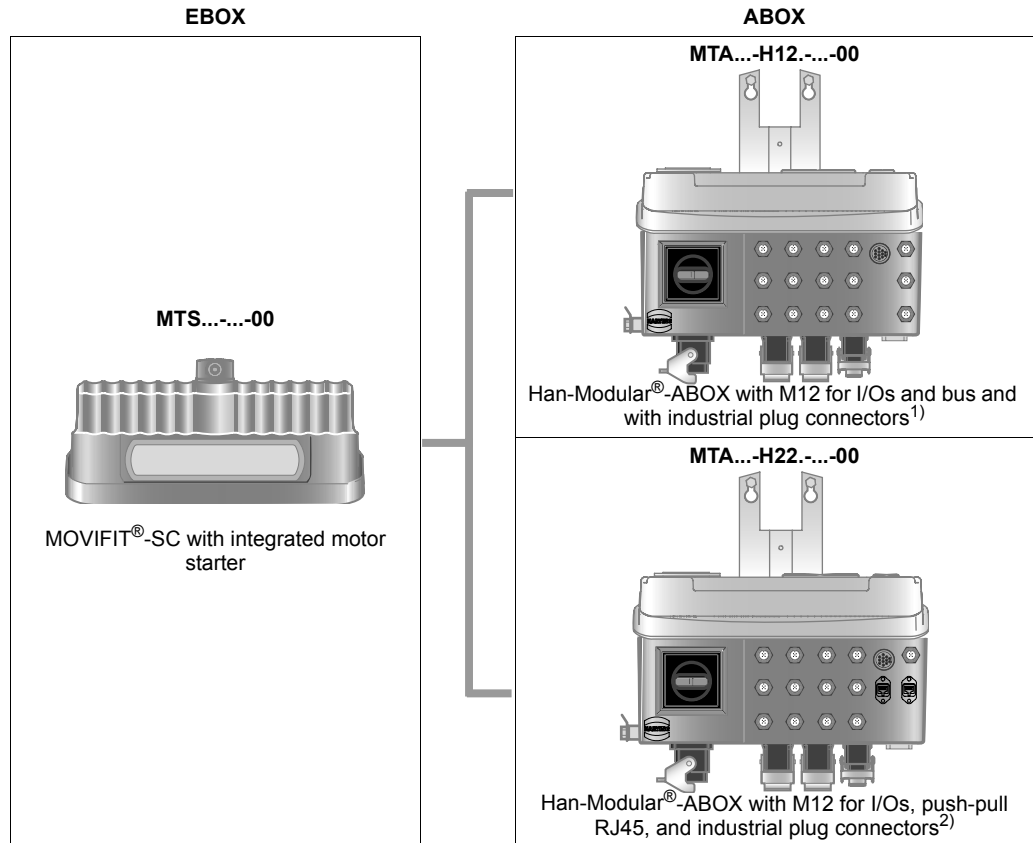 EBOX
ABOX
MTS...-...-00
MOVIFIT®-SC with integrated motor
starter
MTA...-H12.-...-00
Han-Modular®-ABOX with M12 for I/Os and bus and
with industrial plug connectors1)
MTA...-H22.-...-00
Han-Modular®-ABOX with M12 for I/Os, push-pull
RJ45, and industrial plug connectors2)